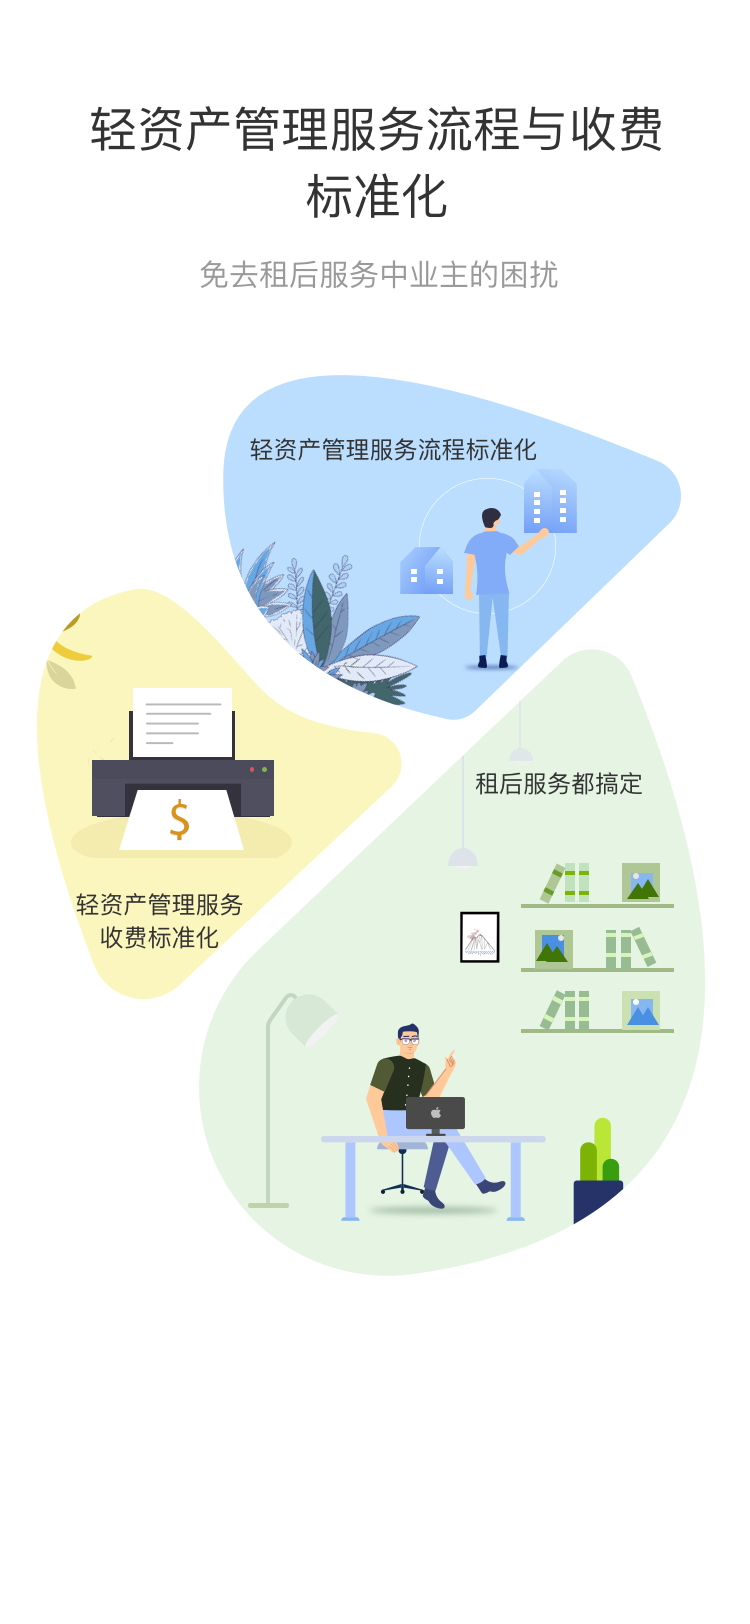 轻资产管理服务流程与收费
标准化
免去租后服务中业主的困扰
轻资产管理服务流程标准化
租后服务都搞定
$
轻资产管理服务
收费标准化